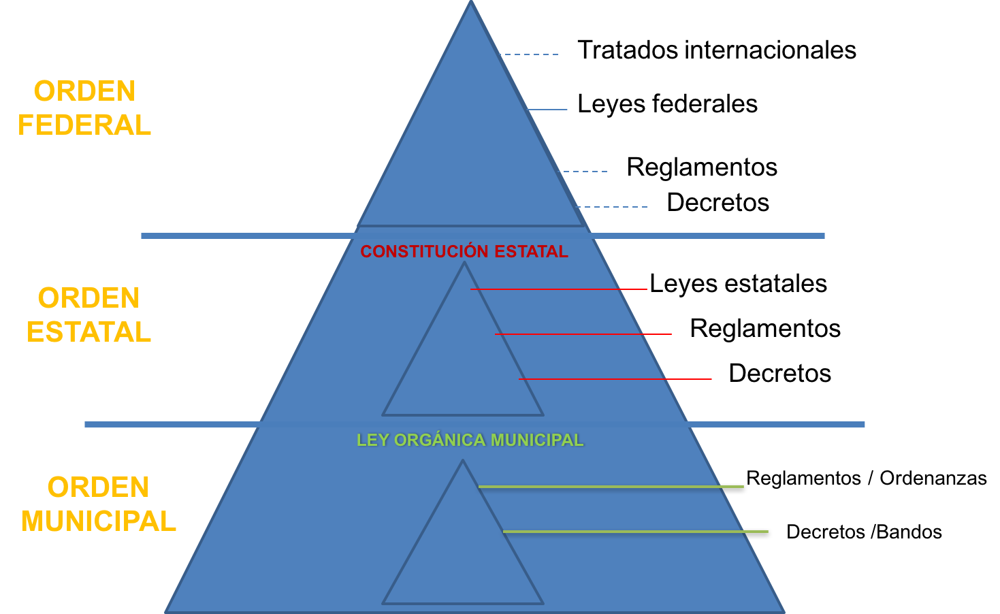 ORDEN
FEDERAL
Tratados internacionales
Leyes federales
Reglamentos
Decretos
CONSTITUCIÓN ESTATAL
ORDEN
ESTATAL
Leyes estatales
Reglamentos
Decretos
LEY ORGÁNICA MUNICIPAL
ORDEN
MUNICIPAL
Reglamentos / Ordenanzas
Decretos /Bandos